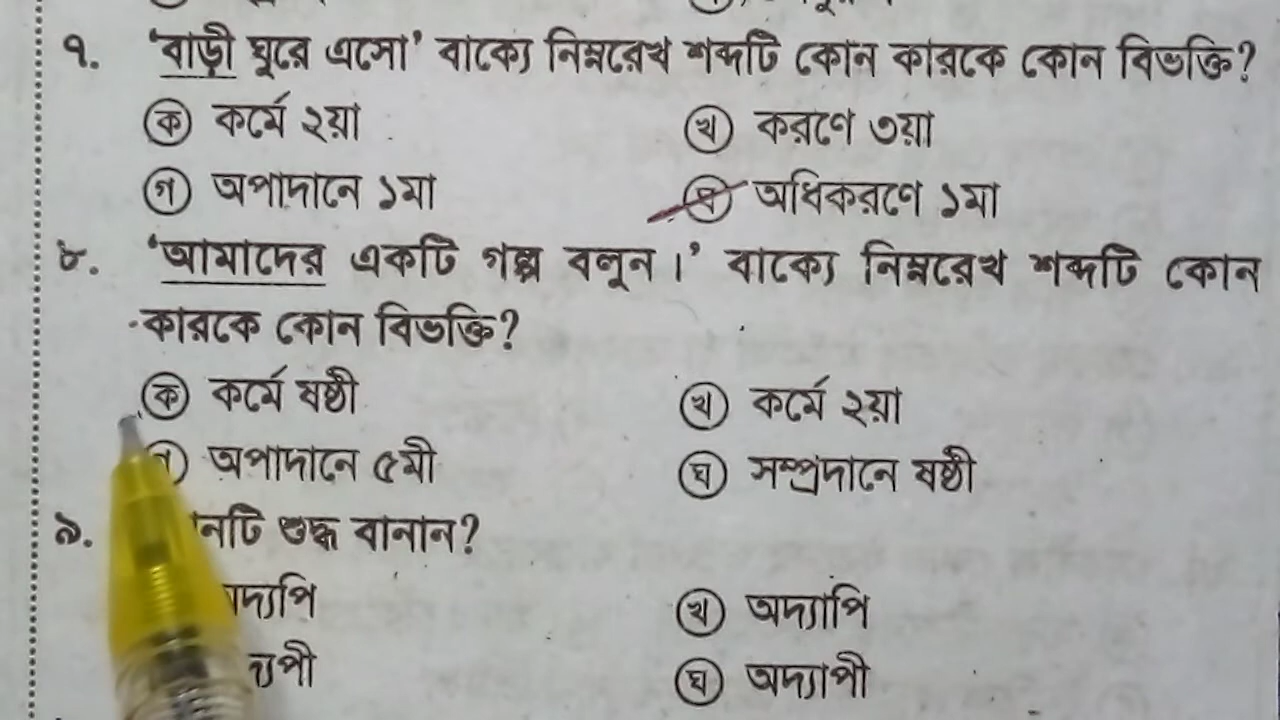 ৭. ‘বাড়ী ঘুরে এসো’ বাক্যে নিম্নরেখ শব্দটি কোন কারকে কোন বিভক্তি?
ক কর্মে ২য়া খ করণে ৩য়া
গ অপাদানে ১মা ঘ অধিকরণে ১মা
৮. ‘আমাদের একটি গল্প বলুন।’ বাক্যে নিম্নরেখ শব্দটি কোন
কারকে কোন বিভক্তি?
ক কর্মে ষষ্ঠী খ কর্মে ২য়া
অপাদানে ৫মী ঘ সম্প্রদানে ষষ্ঠী
৯. শুদ্ধ বানান?
খ অদ্যাপি
ঘ অদ্যাপী